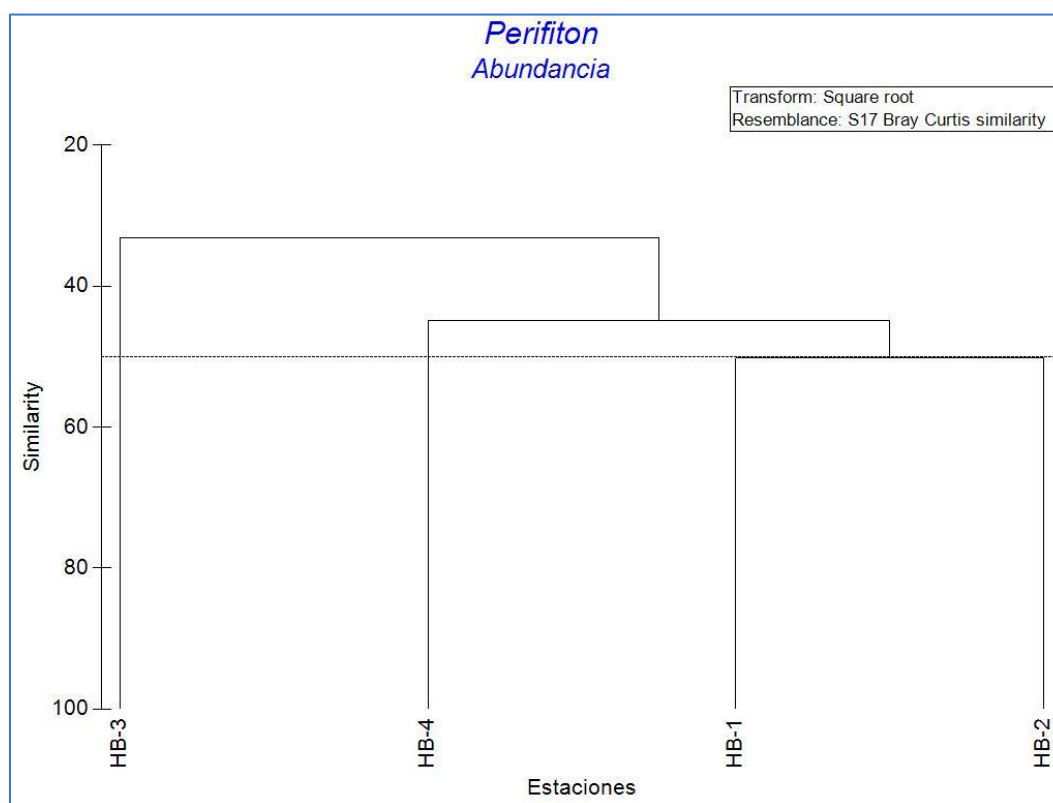 Perifiton
Abundancia
Transform: Square root
Resemblance: S17 Bray Curtis similarity
20
40
60
80
100
Similarity
HB-3
HB-4
HB-1
HB-2
Estaciones